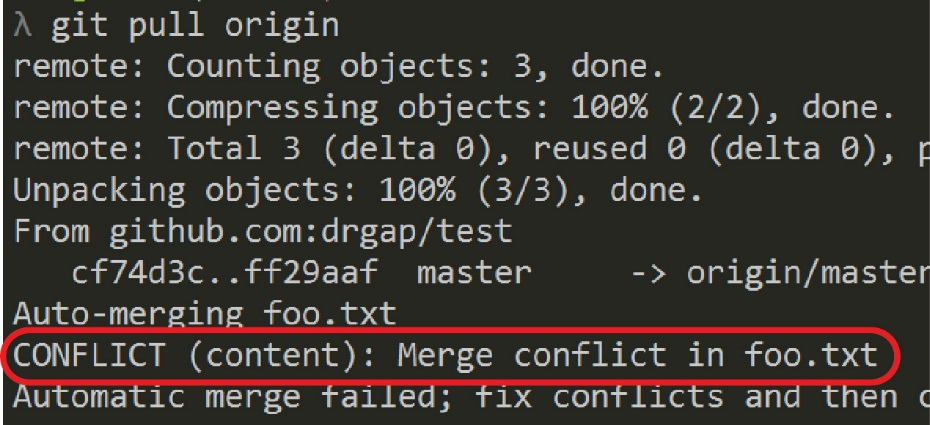 λ git pull origin
remote: Counting objects: 3, done.
remote: Compressing objects: 100% (2/2), done.
remote: Total 3 (delta 0), reused 0 (delta 0),
Unpacking objects: 100% (3/3), done.
From github.com:drgap/test
cf74d3c..ff29aaf master -> origin/master
Auto-merging foo.txt
CONFLICT (content): Merge conflict in foo.txt
Automatic merge failed; fix conflicts and then